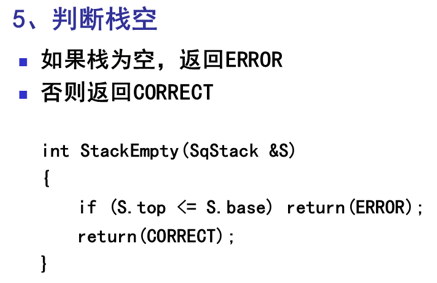 5、判断栈空
如果栈为空，返回ERROR
否则返回CORRECT
int StackEmpty(SqStack &S)
{
if (S.top <= S.base) return(ERROR);
return(CORRECT);
}